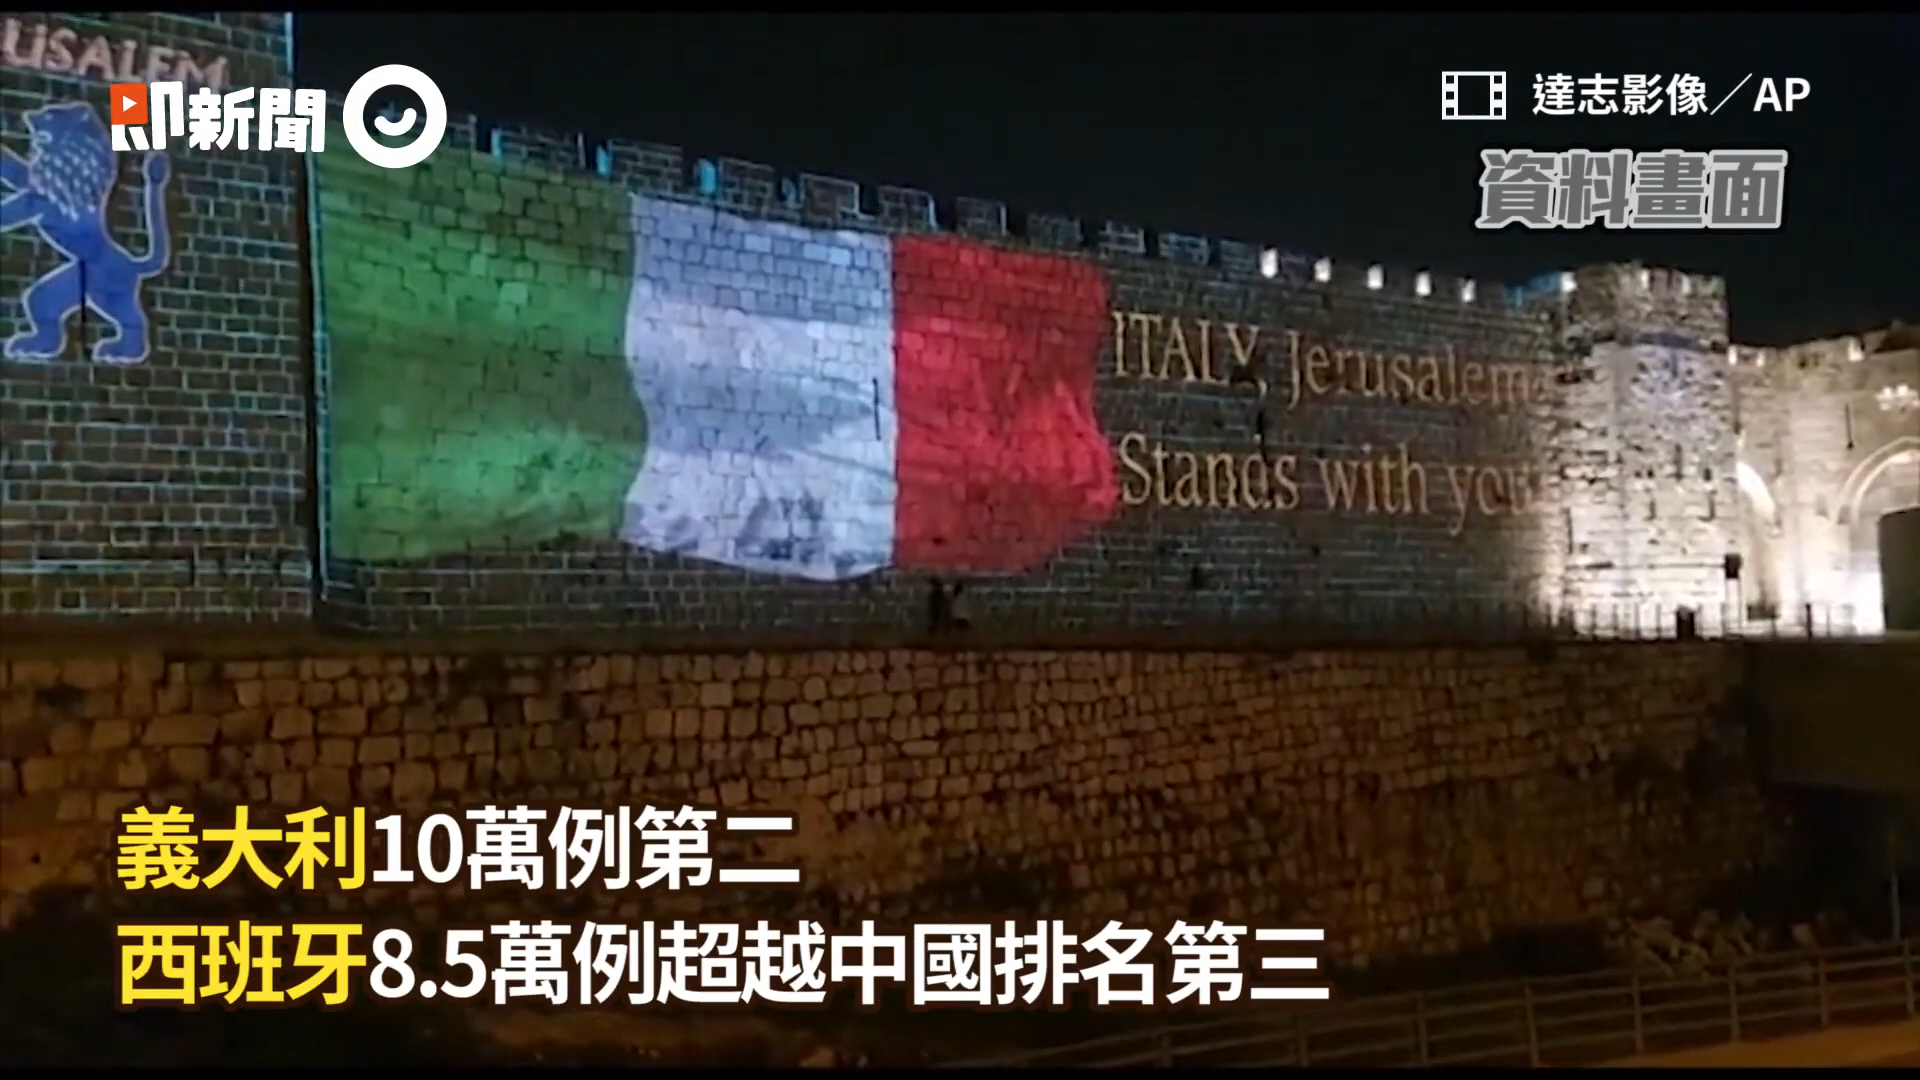 USALEM
即新聞
達志影像／AP
資料畫面
ITALY, Jerusalem
Stands with you
義大利10萬例第二
西班牙8.5萬例超越中國排名第三